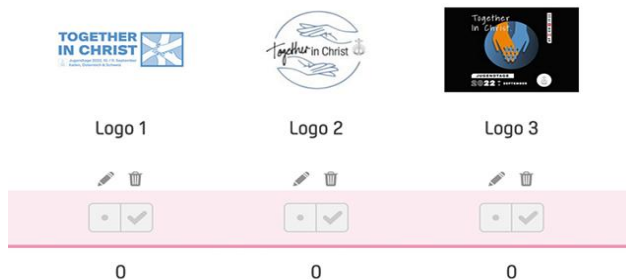 TOGETHER
IN CHRIST
Together in Christ
Together
In Christ
JUGENDTAGE
2022
SEPTEMBER
Logo 1
Logo 2
Logo 3
0
0
0